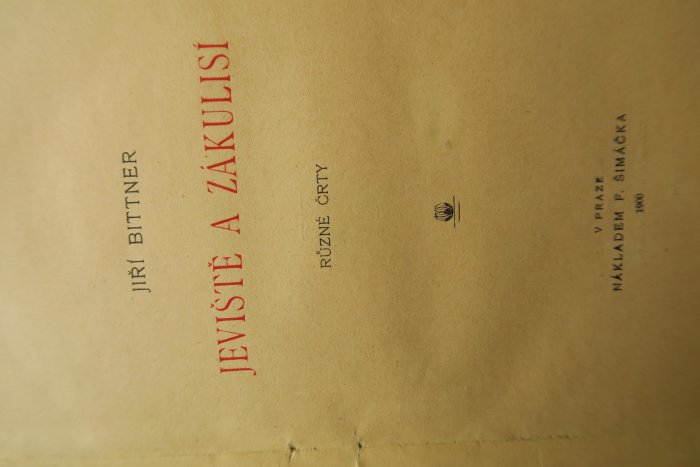 JIŘÍ BITTNER
JEVIŠTĚ A ZÁKULISÍ
RŮZNÉ ČRTY
V PRAZE
NÁKLADEM F. ŠIMÁČKA
1900